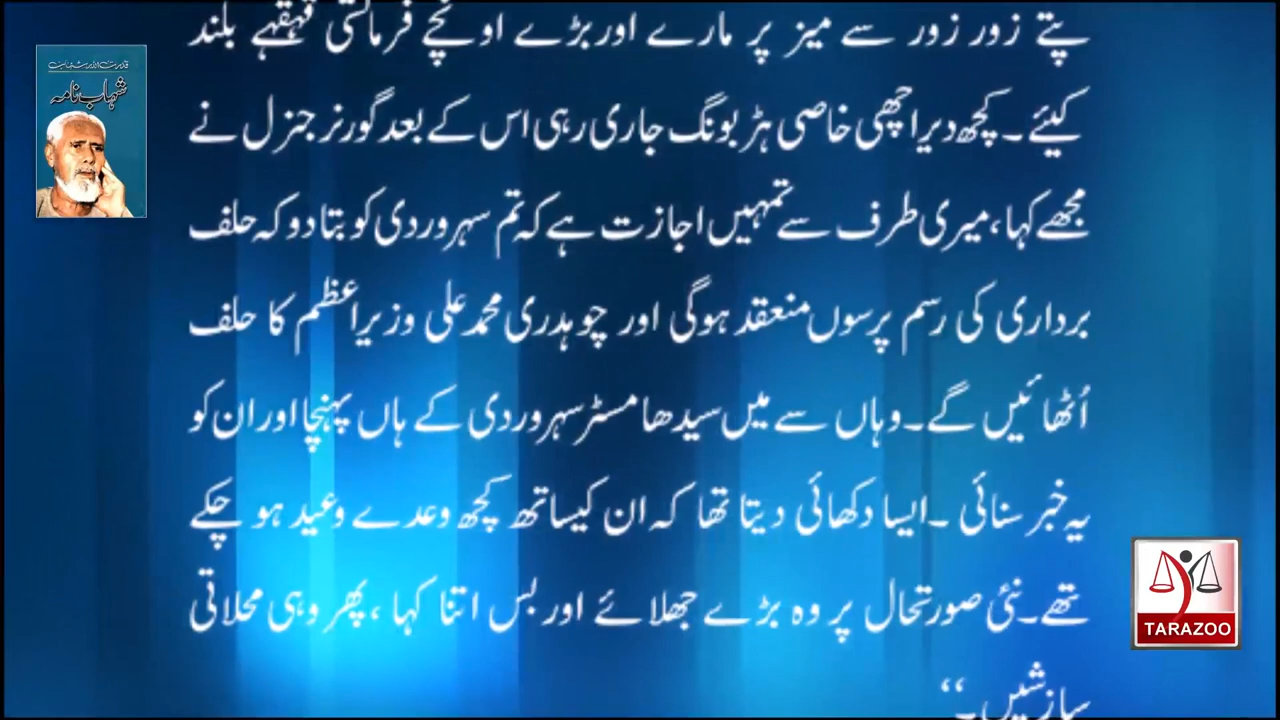 پتے زور زور سے میز پر مارے اور بڑے اونچے فرمائشی قہقہے بلند
کیئے۔ کچھ دیر اچھی خاصی ہڑبونگ جاری رہی اس کے بعد گورنر جنرل نے
مجھے کہا، میری طرف سے تمہیں اجازت ہے کہ تم سہروردی کو بتا دو کہ حلف
برداری کی رسم پرسوں منعقد ہوگی اور چوہدری محمد علی وزیراعظم کا حلف
اُٹھائیں گے۔ وہاں سے میں سیدھا مسٹر سہروردی کے ہاں پہنچا اور ان کو
یہ خبر سنائی ۔ ایسا دکھائی دیتا تھا کہ ان کیساتھ کچھ وعدے وعید ہو چکے
تھے۔ نئی صورتحال پر وہ بڑے جھلائے اور بس اتنا کہا ، پھر وہی محلاتی
سازشیں۔‘‘
قدرت اللہ شہاب
شہاب نامہ
TARAZOO